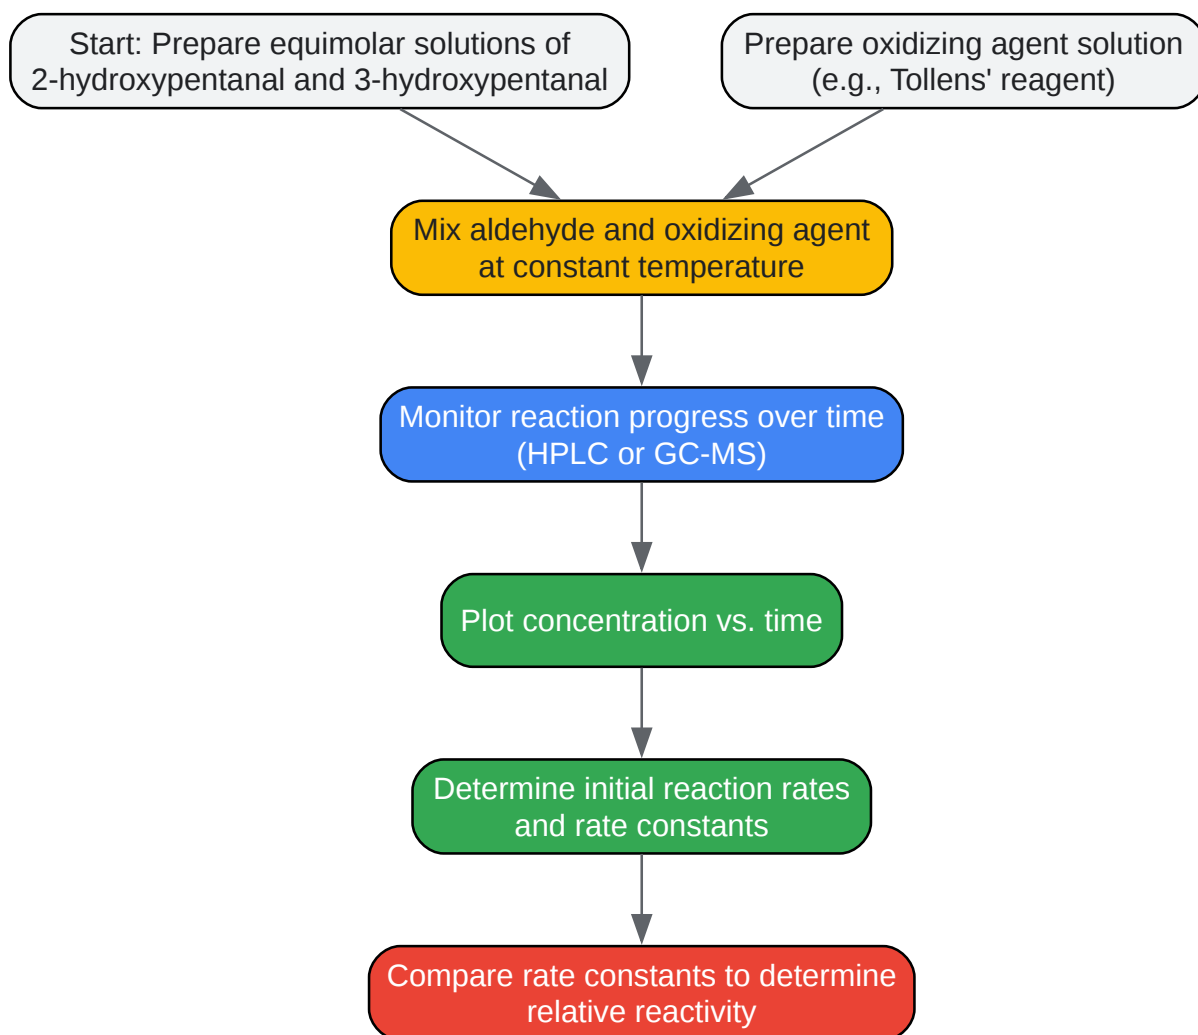 Start: Prepare equimolar solutions of
2-hydroxypentanal and 3-hydroxypentanal
Prepare oxidizing agent solution
(e.g., Tollens' reagent)
Mix aldehyde and oxidizing agent
at constant temperature
Monitor reaction progress over time
(HPLC or GC-MS)
Plot concentration vs. time
Determine initial reaction rates
and rate constants
Compare rate constants to determine
relative reactivity